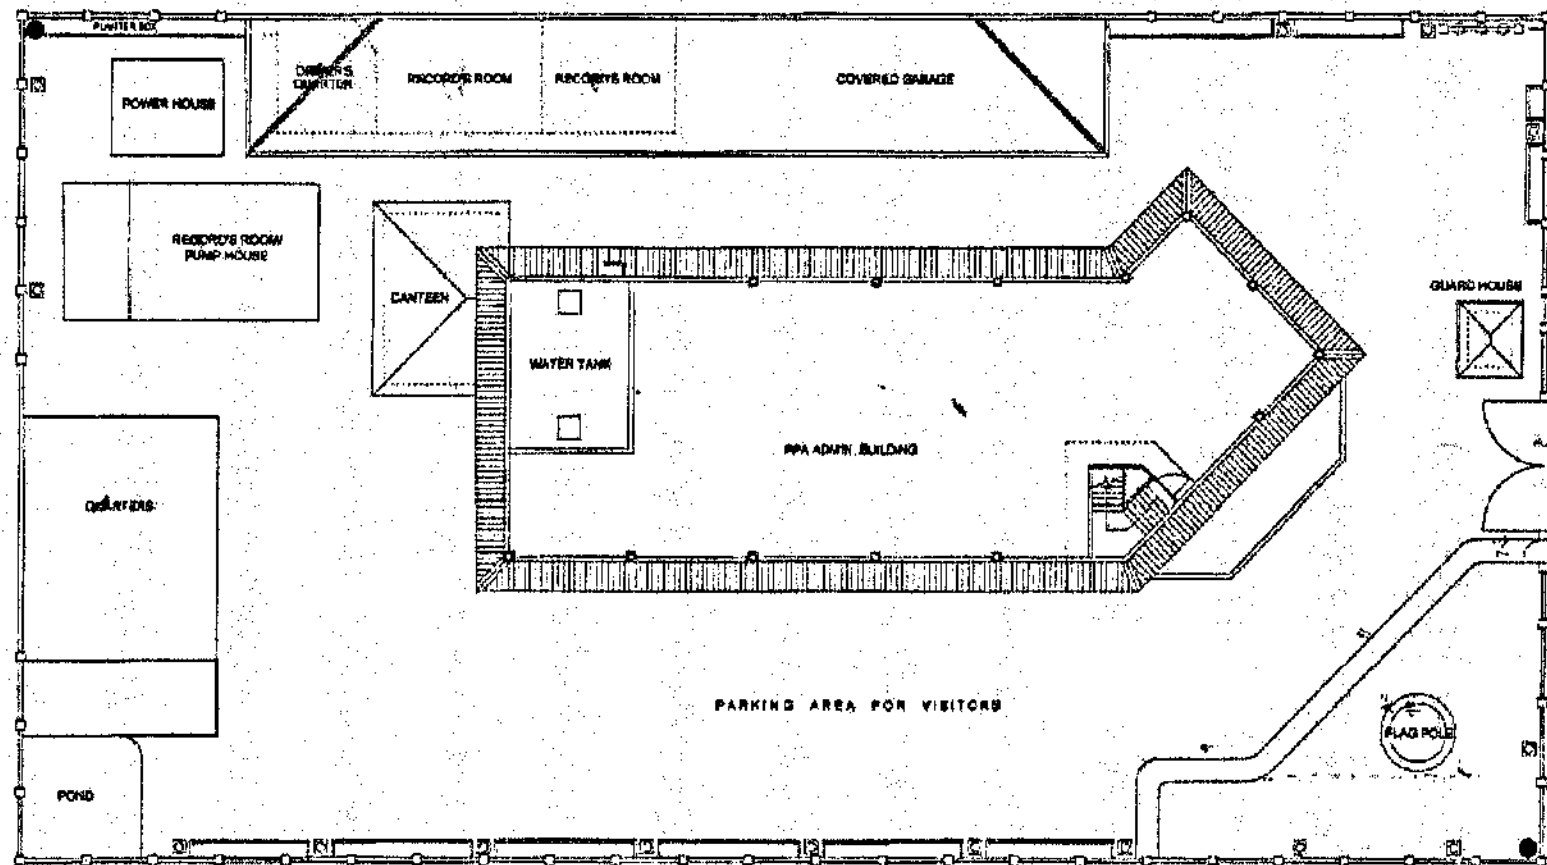 PLANTER BOX
POWER HOUSE
DRIVER'S
QUARTER
RECORD'S ROOM
RECORD'S ROOM
COVERED GARAGE
RECORD'S ROOM/
PUMP HOUSE
CANTEEN
GUARD HOUSE
WATER TANK
PPA ADMIN. BUILDING
QUARTERS
PARKING AREA FOR VISITORS
FLAG POLE
POND